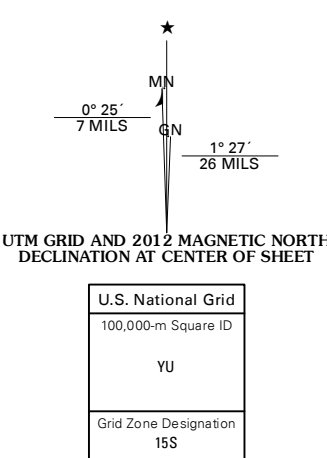 ★
MN
0° 25´
7 MILS
GN
1° 27´
26 MILS
UTM GRID AND 2012 MAGNETIC NORTH
DECLINATION AT CENTER OF SHEET
U.S. National Grid
100,000-m Square ID
YU
Grid Zone Designation
15S